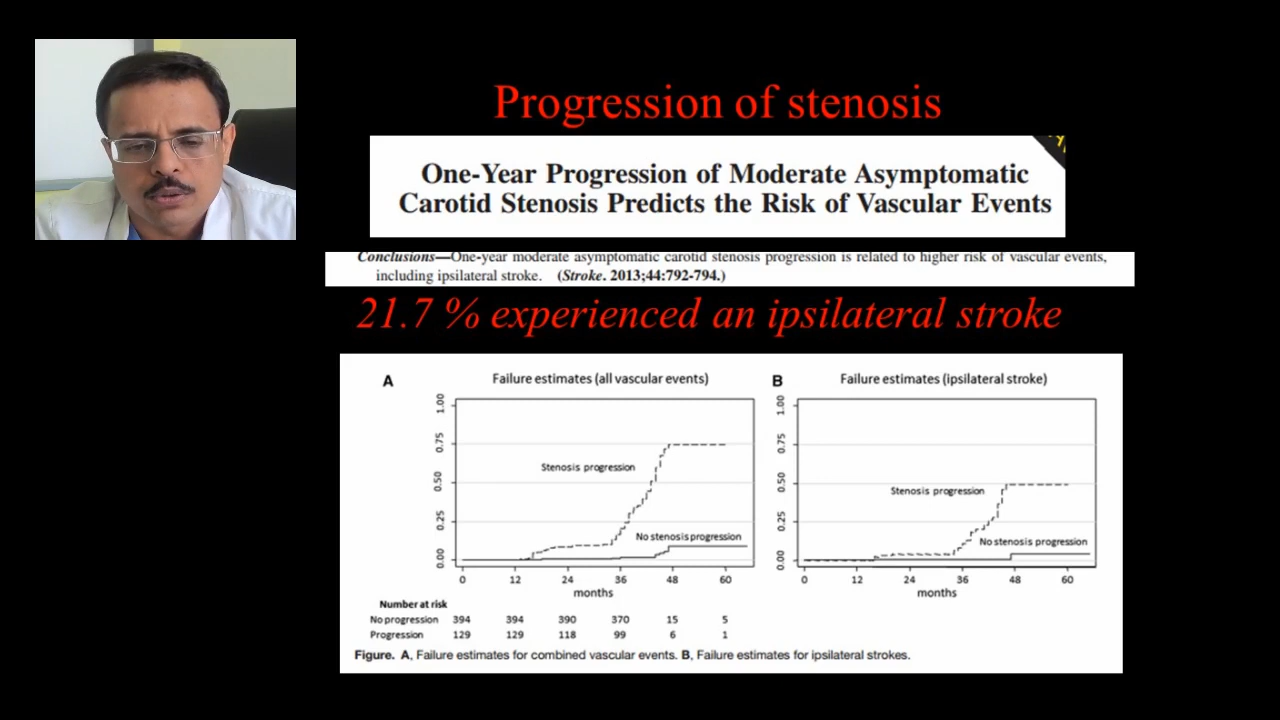 Progression of stenosis
One-Year Progression of Moderate Asymptomatic
Carotid Stenosis Predicts the Risk of Vascular Events
Conclusions—One-year moderate asymptomatic carotid stenosis progression is related to higher risk of vascular events,
including ipsilateral stroke. (Stroke. 2013;44:792-794.)
21.7 % experienced an ipsilateral stroke
A Failure estimates (all vascular events)
1.00
0.75
0.50
0.25
0.00
Stenosis progression
No stenosis progression
0 12 24 36 48 60
months
Number at risk
No progression 394 394 390 370 15 5
Progression 129 129 118 99 6 1
B Failure estimates (ipsilateral stroke)
1.00
0.75
0.50
0.25
0.00
Stenosis progression
No stenosis progression
0 12 24 36 48 60
months
Figure. A, Failure estimates for combined vascular events. B, Failure estimates for ipsilateral strokes.